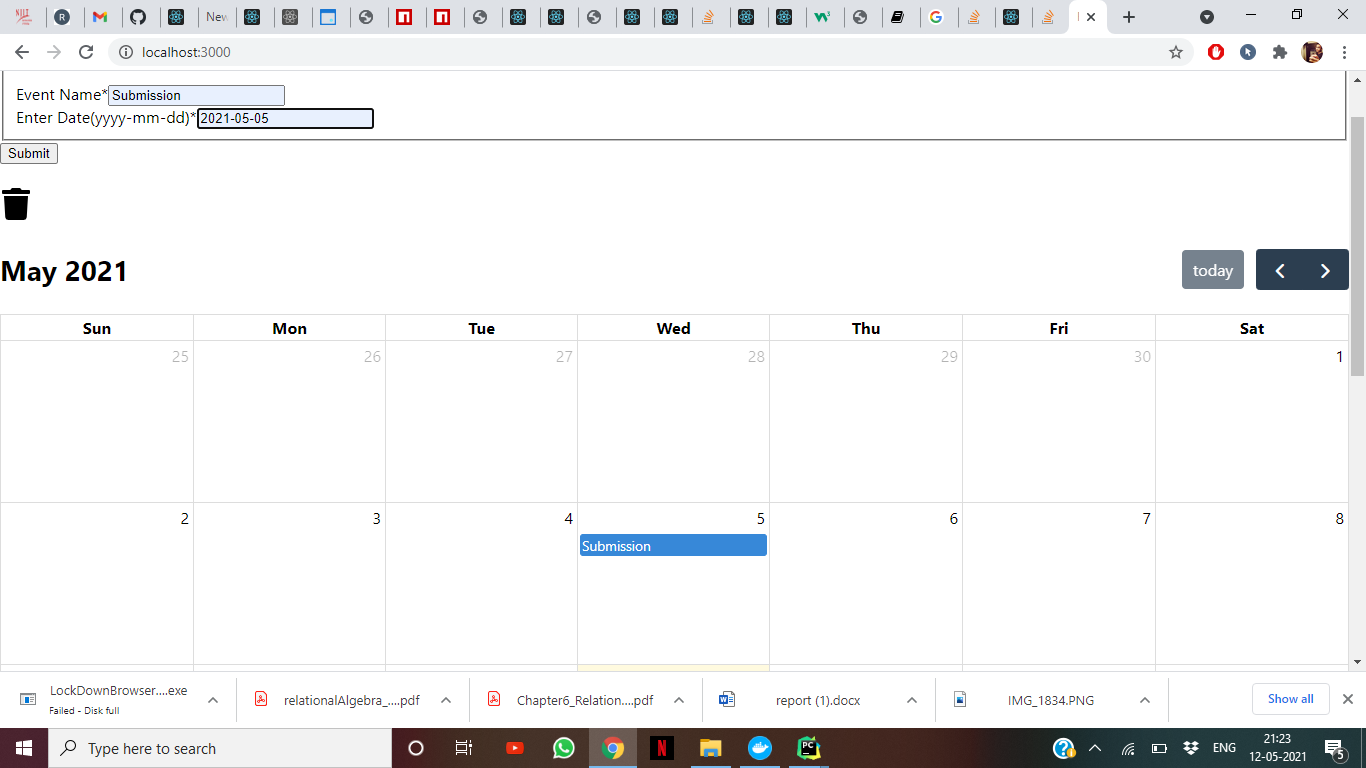 New
localhost:3000
Event Name*Submission
Enter Date(yyyy-mm-dd)*2021-05-05
Submit
May 2021
today
Sun Mon Tue Wed Thu Fri Sat
25 26 27 28 29 30 1
2 3 4 5 6 7 8
Submission
LockDownBrowser....exe
Failed - Disk full
relationalAlgebra_....pdf
Chapter6_Relation....pdf
report (1).docx
IMG_1834.PNG
Show all
Type here to search
ENG
21:23
12-05-2021
5